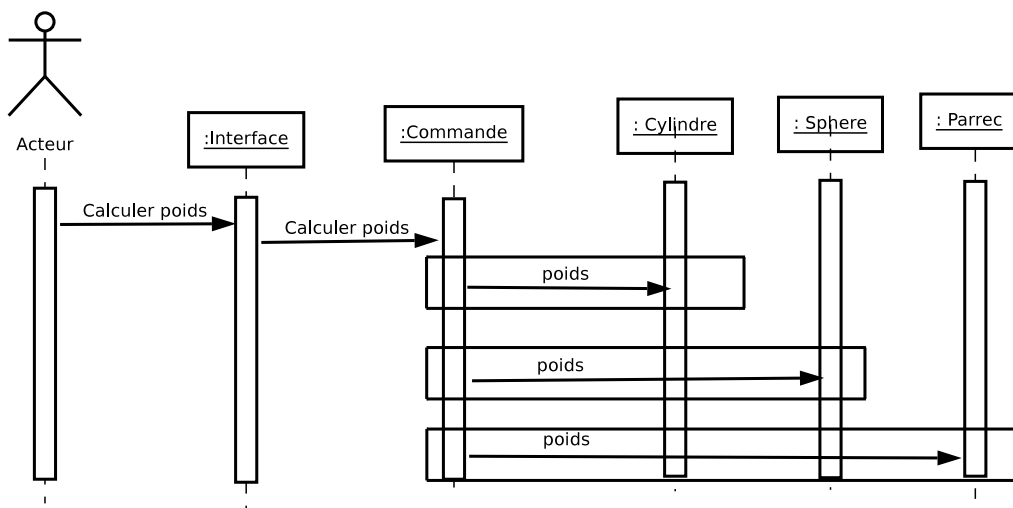 Acteur
:Interface
:Commande
: Cylindre
: Sphere
: Parrec
Calculer poids
Calculer poids
poids
poids
poids